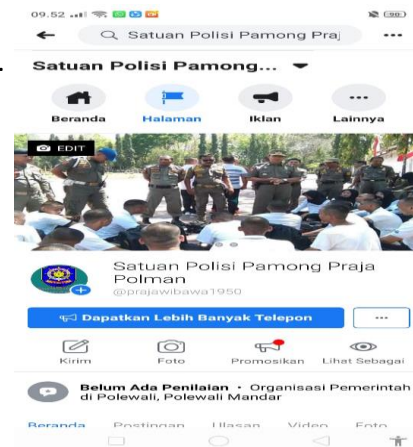 09.52
Satuan Polisi Pamong Praj
Satuan Polisi Pamong...
Beranda Halaman Iklan Lainnya
EDIT
Satuan Polisi Pamong Praja
Polman
@prajawibawa1950
Dapatkan Lebih Banyak Telepon
Kirim Foto Promosikan Lihat Sebagai
Belum Ada Penilaian · Organisasi Pemerintah
di Polewali, Polewali Mandar
Beranda Postingan Ulasan Video Foto